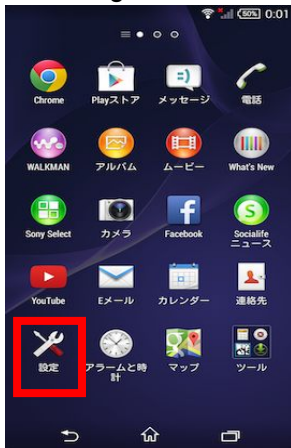 50% 0:01
Chrome
Playストア
メッセージ
電話
WALKMAN
アルバム
ムービー
What's New
Sony Select
カメラ
Facebook
Socialife
ニュース
YouTube
Eメール
カレンダー
連絡先
設定
アラームと時
計
マップ
ツール